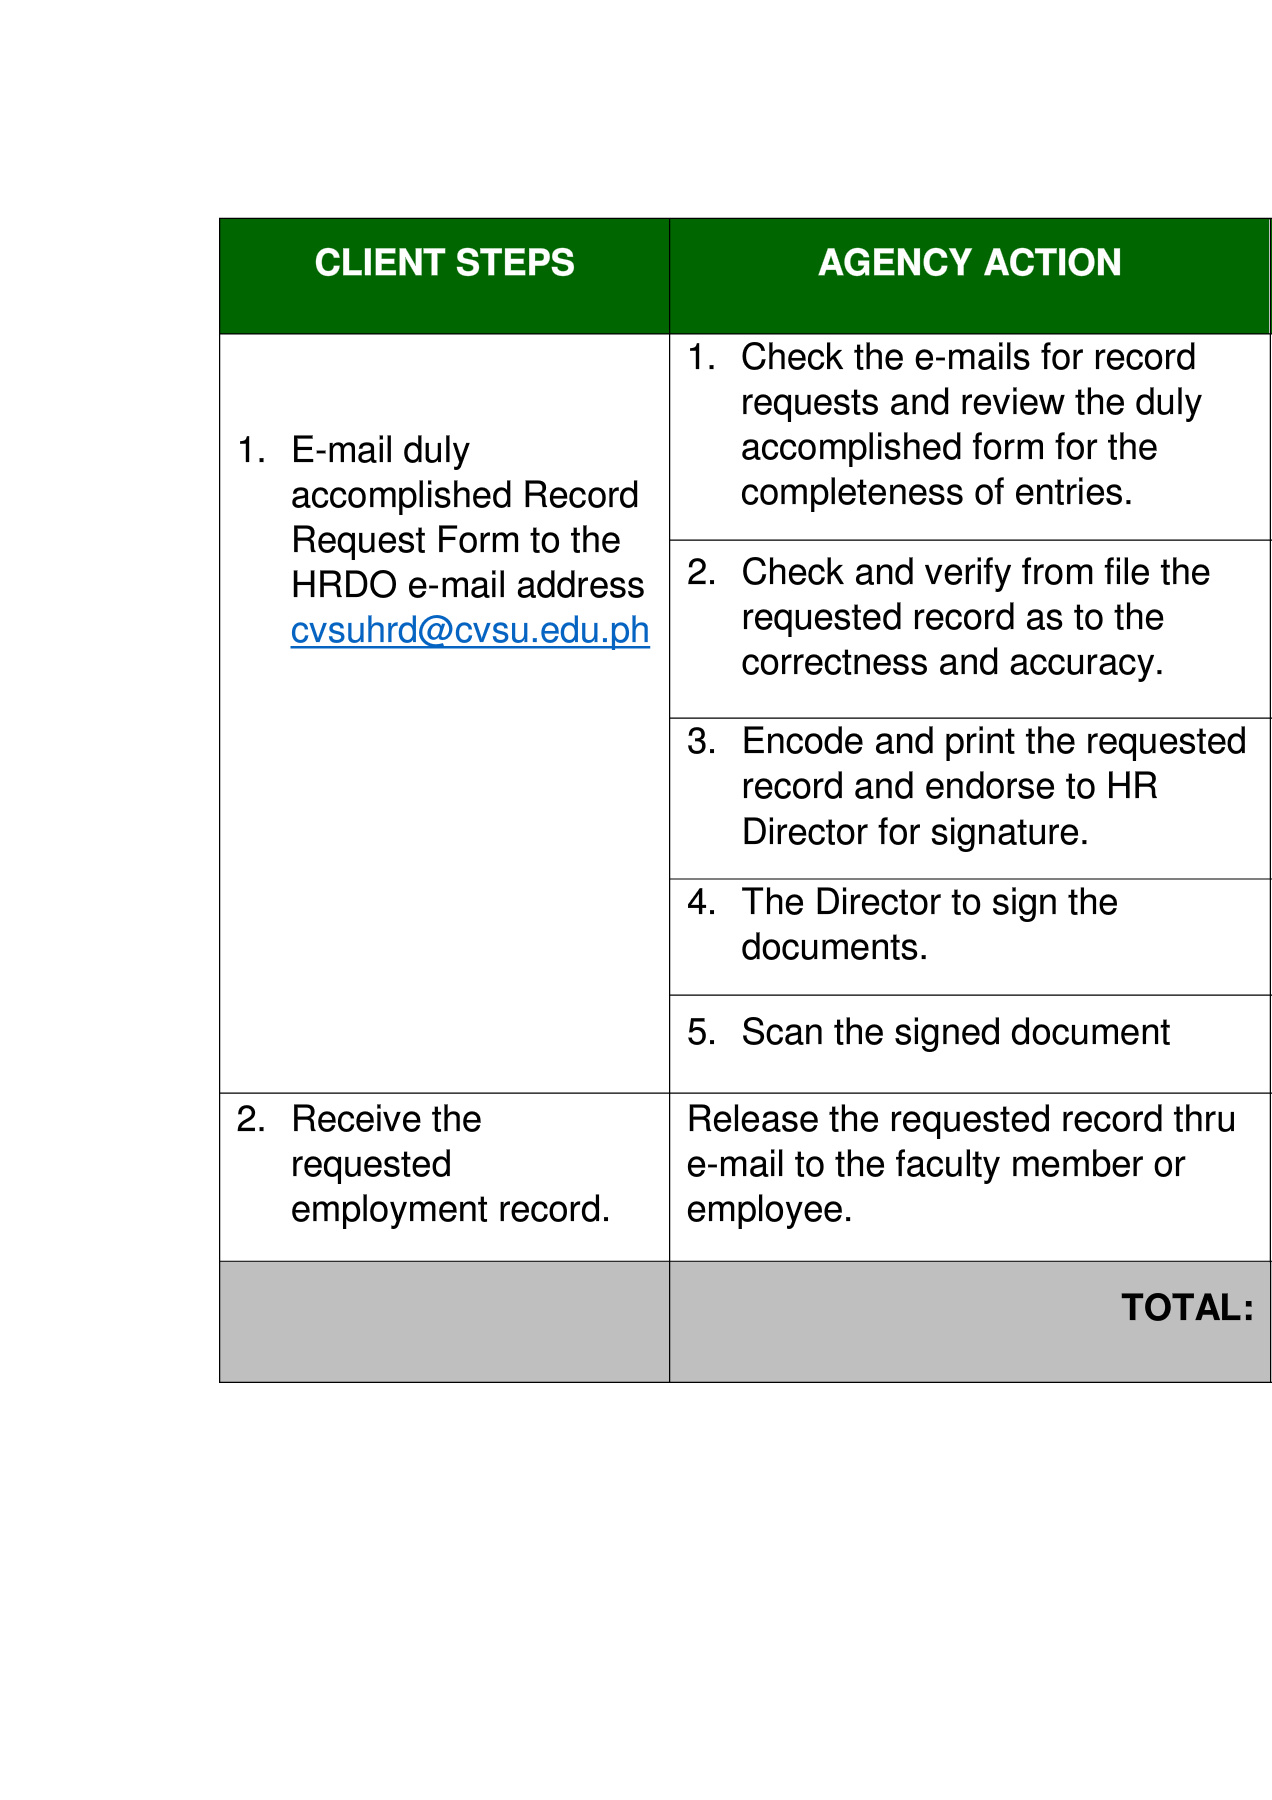 CLIENT STEPS
AGENCY ACTION
1. E-mail duly
accomplished Record
Request Form to the
HRDO e-mail address
cvsuhrd@cvsu.edu.ph
1. Check the e-mails for record
requests and review the duly
accomplished form for the
completeness of entries.
2. Check and verify from file the
requested record as to the
correctness and accuracy.
3. Encode and print the requested
record and endorse to HR
Director for signature.
4. The Director to sign the
documents.
5. Scan the signed document
2. Receive the
requested
employment record.
Release the requested record thru
e-mail to the faculty member or
employee.
TOTAL: